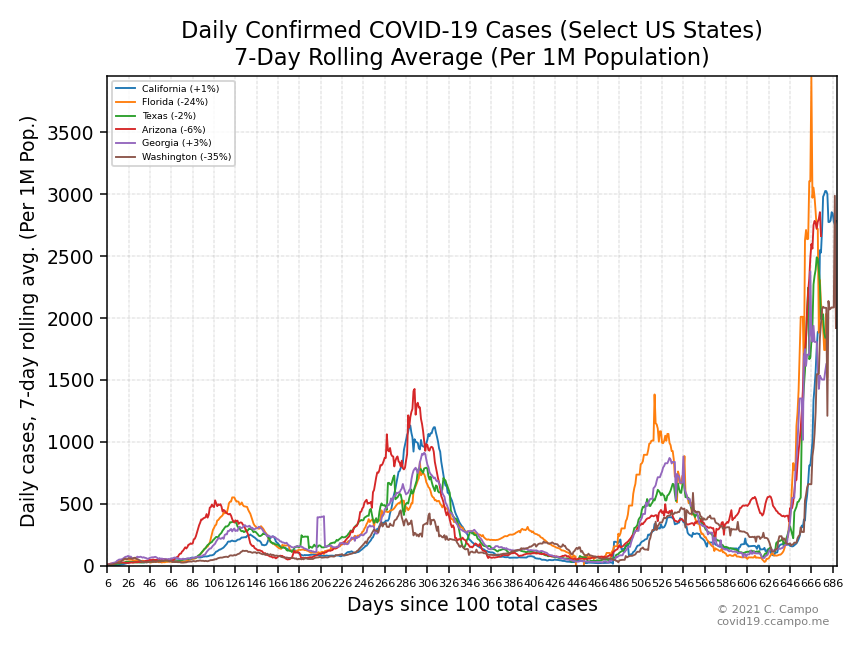 Daily Confirmed COVID-19 Cases (Select US States)
7-Day Rolling Average (Per 1M Population)
California (+1%)
Florida (-24%)
Texas (-2%)
Arizona (-6%)
Georgia (+3%)
Washington (-35%)
Daily cases, 7-day rolling avg. (Per 1M Pop.)
3500
3000
2500
2000
1500
1000
500
0
6 26 46 66 86 106 126 146 166 186 206 226 246 266 286 306 326 346 366 386 406 426 446 466 486 506 526 546 566 586 606 626 646 666 686
Days since 100 total cases
© 2021 C. Campo
covid19.ccampo.me